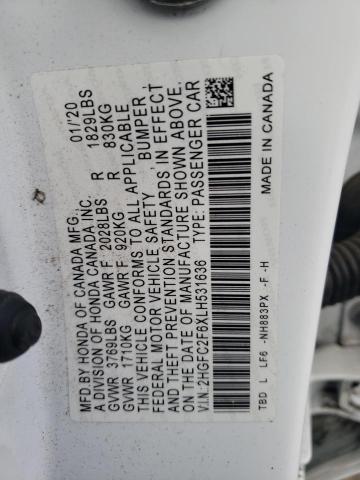 MFD BY HONDA OF CANADA MFG. 01/'20
A DIVISION OF HONDA CANADA INC.
GVWR 3769LBS GAWR F 2028LBS R 1829LBS
GVWR 1710KG GAWR F 920KG R 830KG
THIS VEHICLE CONFORMS TO ALL APPLICABLE
FEDERAL MOTOR VEHICLE SAFETY BUMPER,
AND THEFT PREVENTION STANDARDS IN EFFECT
ON THE DATE OF MANUFACTURE SHOWN ABOVE.
V.I.N.: 2HGFC2F6XLH531636 PASSENGER CAR
TBD L LF6 -NH883PX -F -H MADE IN CANADA